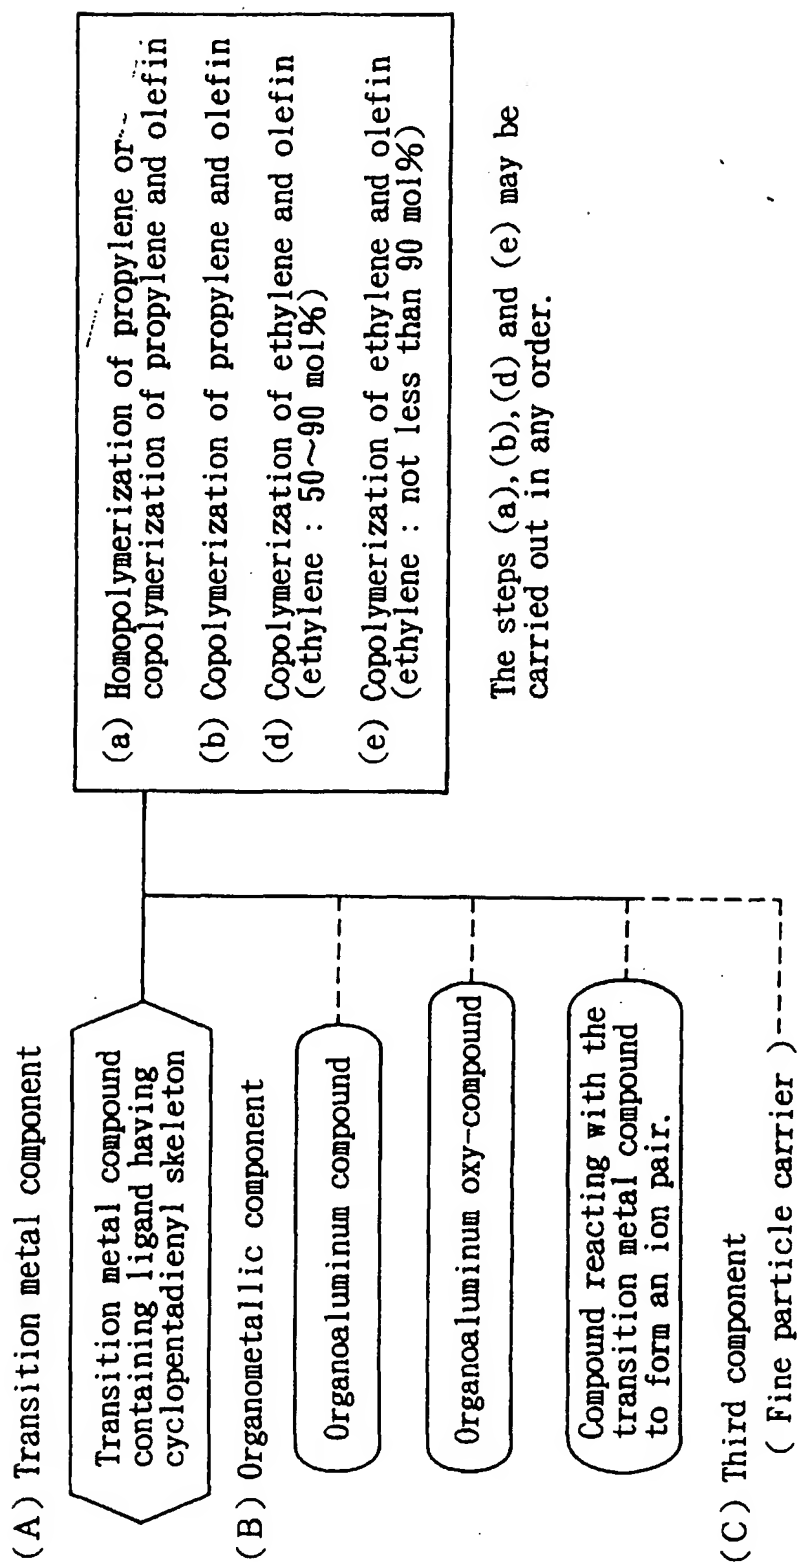 (A) Transition metal component
Transition metal compound
containing ligand having
cyclopentadienyl skeleton
(B) Organometallic component
Organoaluminum compound
Organoaluminum oxy-compound
Compound reacting with the
transition metal compound
to form an ion pair.
(C) Third component
( Fine particle carrier )
(a) Homopolymerization of propylene or
copolymerization of propylene and olefin
(b) Copolymerization of propylene and olefin
(d) Copolymerization of ethylene and olefin
(ethylene : 50~90 mol%)
(e) Copolymerization of ethylene and olefin
(ethylene : not less than 90 mol%)
The steps (a),(b),(d) and (e) may be
carried out in any order.